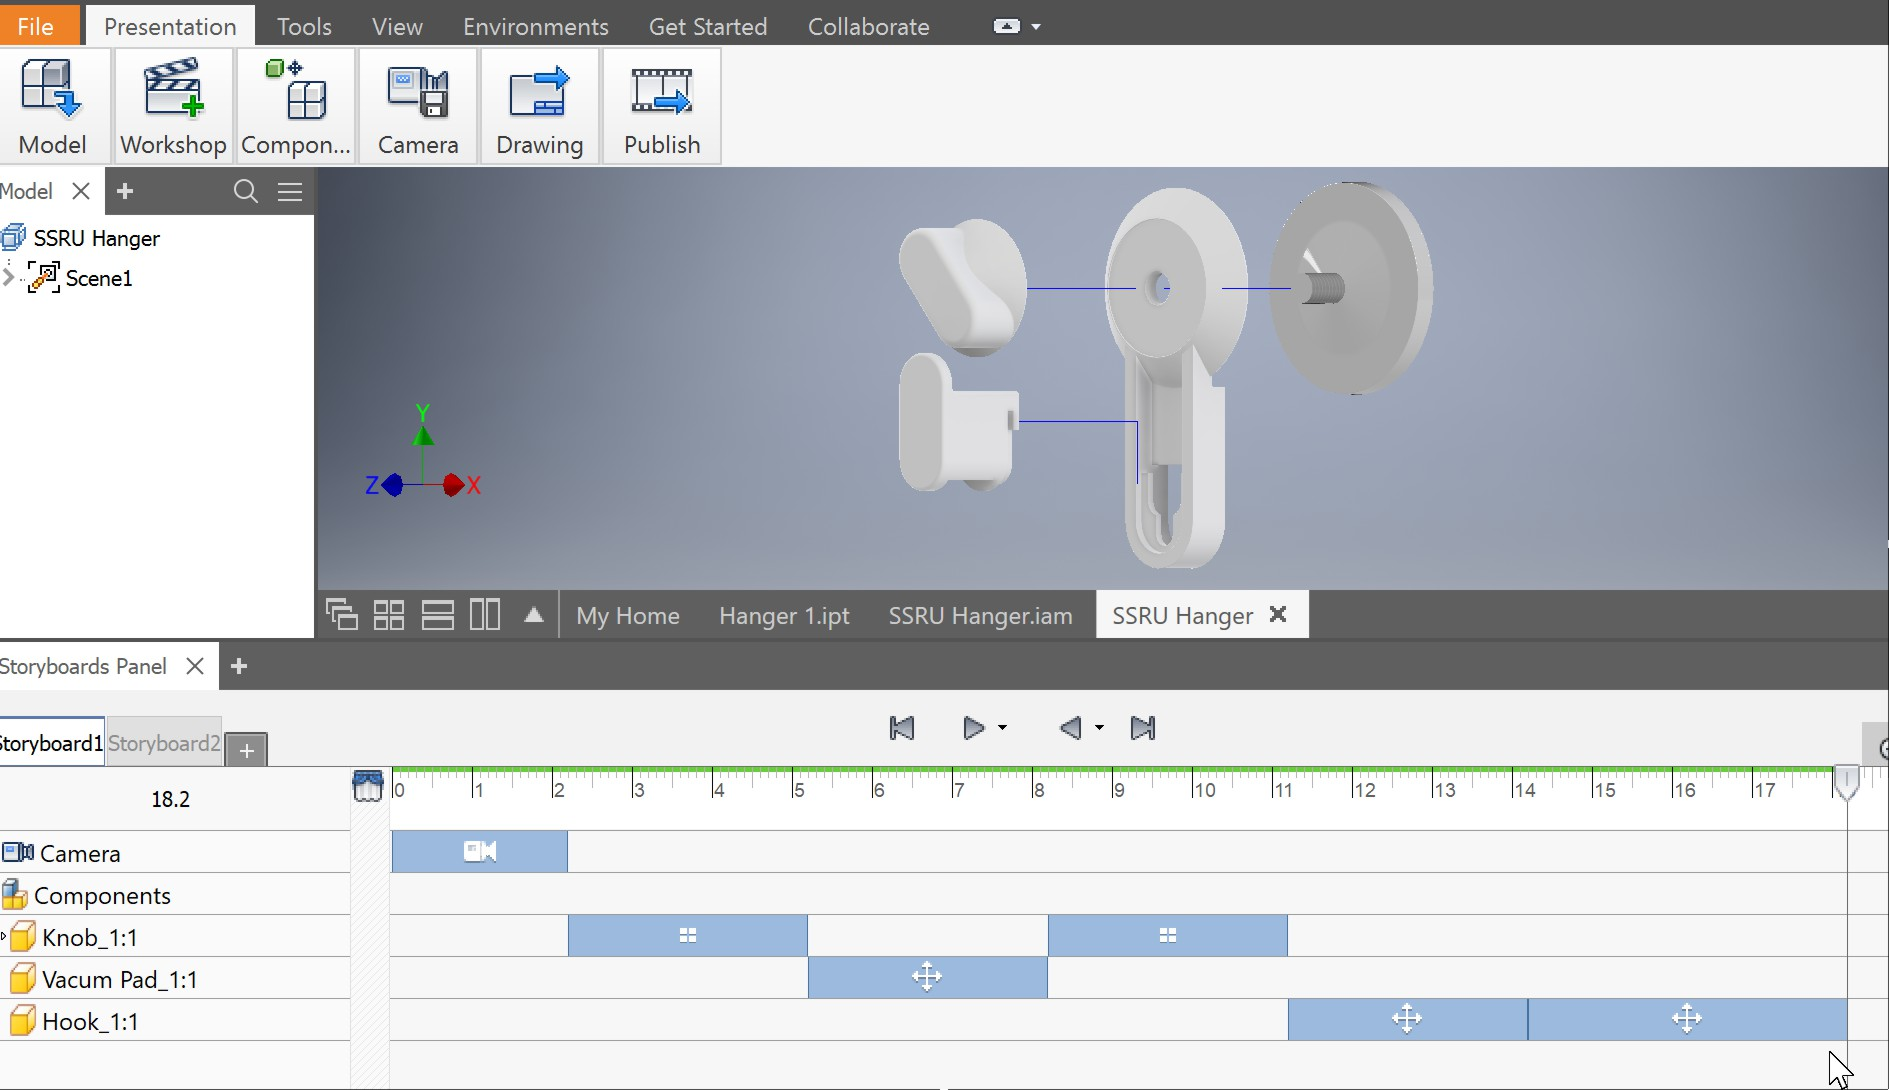 File Presentation Tools View Environments Get Started Collaborate
Model Workshop Compon... Camera Drawing Publish
Model
SSRU Hanger
Scene1
Y
Z X
My Home Hanger 1.ipt SSRU Hanger.iam SSRU Hanger
Storyboards Panel
Storyboard1 Storyboard2
18.2 0 1 2 3 4 5 6 7 8 9 10 11 12 13 14 15 16 17
Camera
Components
Knob_1:1
Vacum Pad_1:1
Hook_1:1